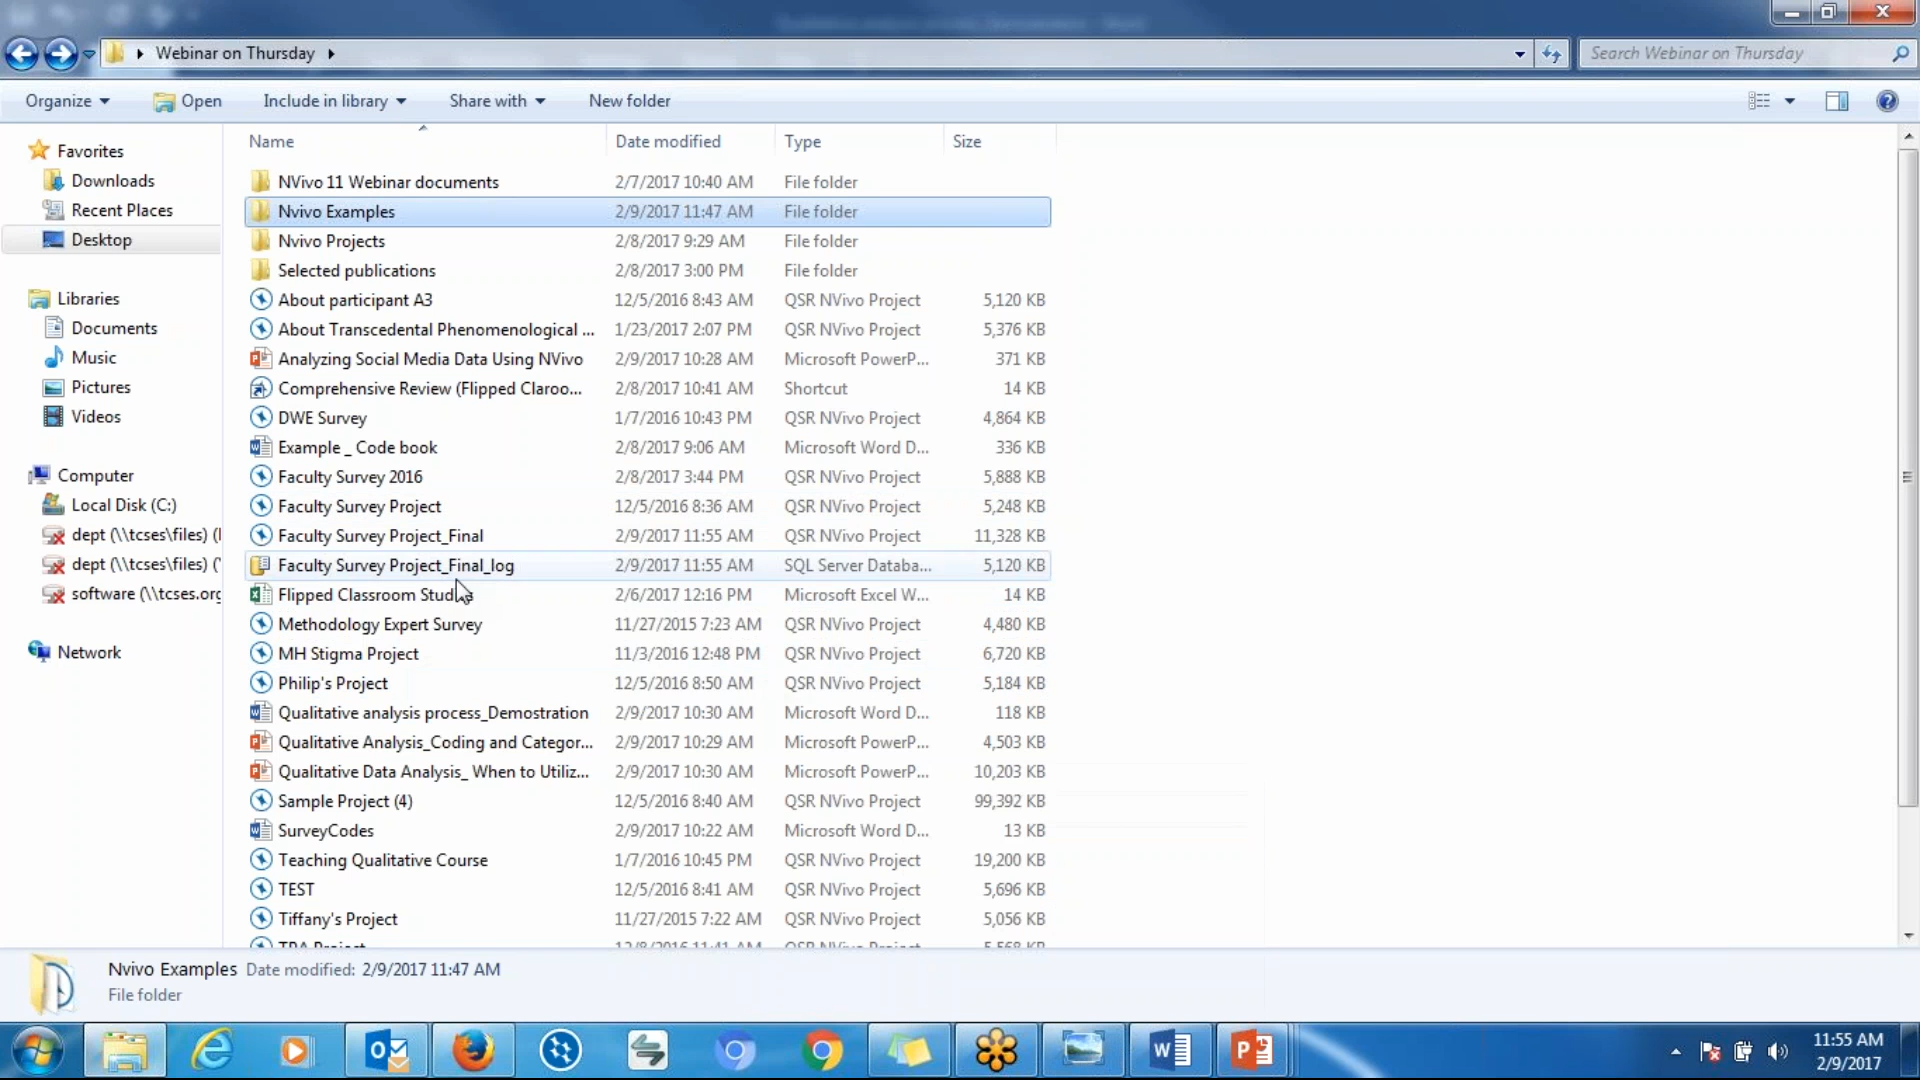 Webinar on Thursday
Search Webinar on Thursday
Organize Open Include in library Share with New folder
Name Date modified Type Size
Favorites
Downloads
Recent Places
Desktop
Libraries
Documents
Music
Pictures
Videos
Computer
Local Disk (C:)
dept (\\tcses\files) (
dept (\\tcses\files) (
software (\\tcses.org
Network
NVivo 11 Webinar documents 2/7/2017 10:40 AM File folder
Nvivo Examples 2/9/2017 11:47 AM File folder
Nvivo Projects 2/8/2017 9:29 AM File folder
Selected publications 2/8/2017 3:00 PM File folder
About participant A3 12/5/2016 8:43 AM QSR NVivo Project 5,120 KB
About Transcedental Phenomenological ... 1/23/2017 2:07 PM QSR NVivo Project 5,376 KB
Analyzing Social Media Data Using NVivo 2/9/2017 10:28 AM Microsoft PowerP... 371 KB
Comprehensive Review (Flipped Claroo... 2/8/2017 10:41 AM Shortcut 14 KB
DWE Survey 1/7/2016 10:43 PM QSR NVivo Project 4,864 KB
Example _ Code book 2/8/2017 9:06 AM Microsoft Word D... 336 KB
Faculty Survey 2016 2/8/2017 3:44 PM QSR NVivo Project 5,888 KB
Faculty Survey Project 12/5/2016 8:36 AM QSR NVivo Project 5,248 KB
Faculty Survey Project_Final 2/9/2017 11:55 AM QSR NVivo Project 11,328 KB
Faculty Survey Project_Final_log 2/9/2017 11:55 AM SQL Server Databa... 5,120 KB
Flipped Classroom 2/6/2017 12:16 PM Microsoft Excel W... 14 KB
Methodology Expert Survey 11/27/2015 7:23 AM QSR NVivo Project 4,480 KB
MH Stigma Project 11/3/2016 12:48 PM QSR NVivo Project 6,720 KB
Philip's Project 12/5/2016 8:50 AM QSR NVivo Project 5,184 KB
Qualitative analysis process_Demostration 2/9/2017 10:30 AM Microsoft Word D... 118 KB
Qualitative Analysis_Coding and Categor... 2/9/2017 10:29 AM Microsoft PowerP... 4,503 KB
Qualitative Data Analysis_ When to Utiliz... 2/9/2017 10:30 AM Microsoft PowerP... 10,203 KB
Sample Project (4) 12/5/2016 8:40 AM QSR NVivo Project 99,392 KB
SurveyCodes 2/9/2017 10:22 AM Microsoft Word D... 13 KB
Teaching Qualitative Course 1/7/2016 10:45 PM QSR NVivo Project 19,200 KB
TEST 12/5/2016 8:41 AM QSR NVivo Project 5,696 KB
Tiffany's Project 11/27/2015 7:22 AM QSR NVivo Project 5,056 KB
Nvivo Examples Date modified: 2/9/2017 11:47 AM
File folder
11:55 AM
2/9/2017